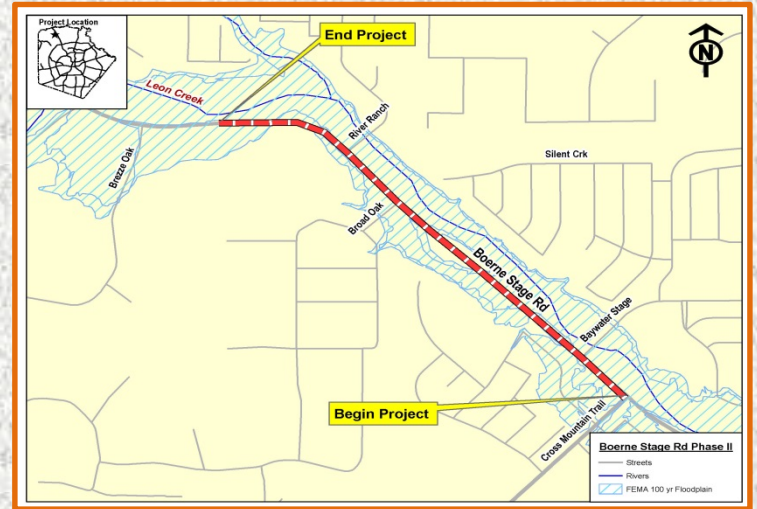 Project Location
End Project
N
Leon Creek
River Ranch
Silent Crk
Brezze Oak
Broad Oak
Boerne Stage Rd
Baywater Stage
Begin Project
Cross Mountain Trail
Boerne Stage Rd Phase II
Streets
Rivers
FEMA 100 yr Floodplain